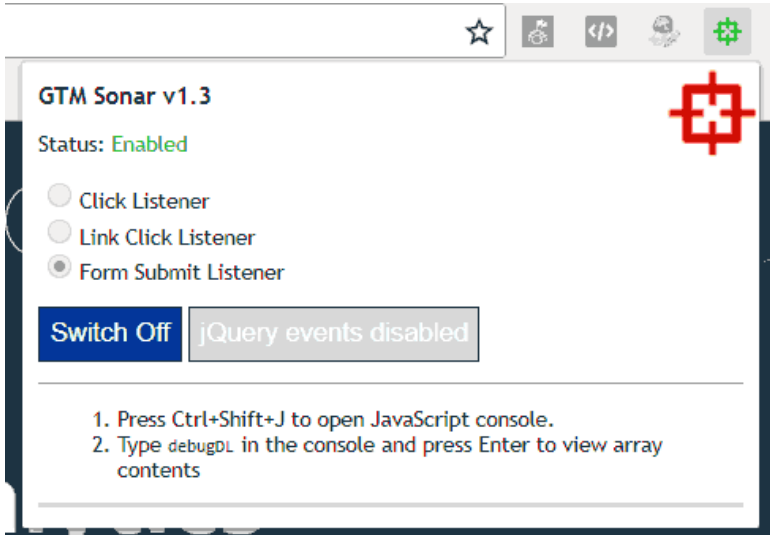 </>
GTM Sonar v1.3
Status: Enabled
Click Listener
Link Click Listener
Form Submit Listener
Switch Off
jQuery events disabled
1. Press Ctrl+Shift+J to open JavaScript console.
2. Type debugDL in the console and press Enter to view array
contents